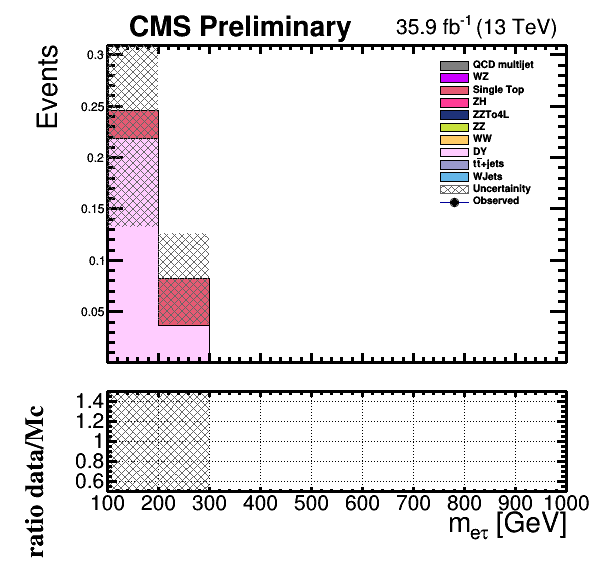 CMS Preliminary
35.9 fb-1 (13 TeV)
Events
0.3
0.25
0.2
0.15
0.1
0.05
QCD multijet
WZ
Single Top
ZH
ZZTo4L
ZZ
WW
DY
tt̄+jets
WJets
Uncertainity
Observed
ratio data/Mc
1.4
1.2
1
0.8
0.6
100 200 300 400 500 600 700 800 900 1000
meτ [GeV]